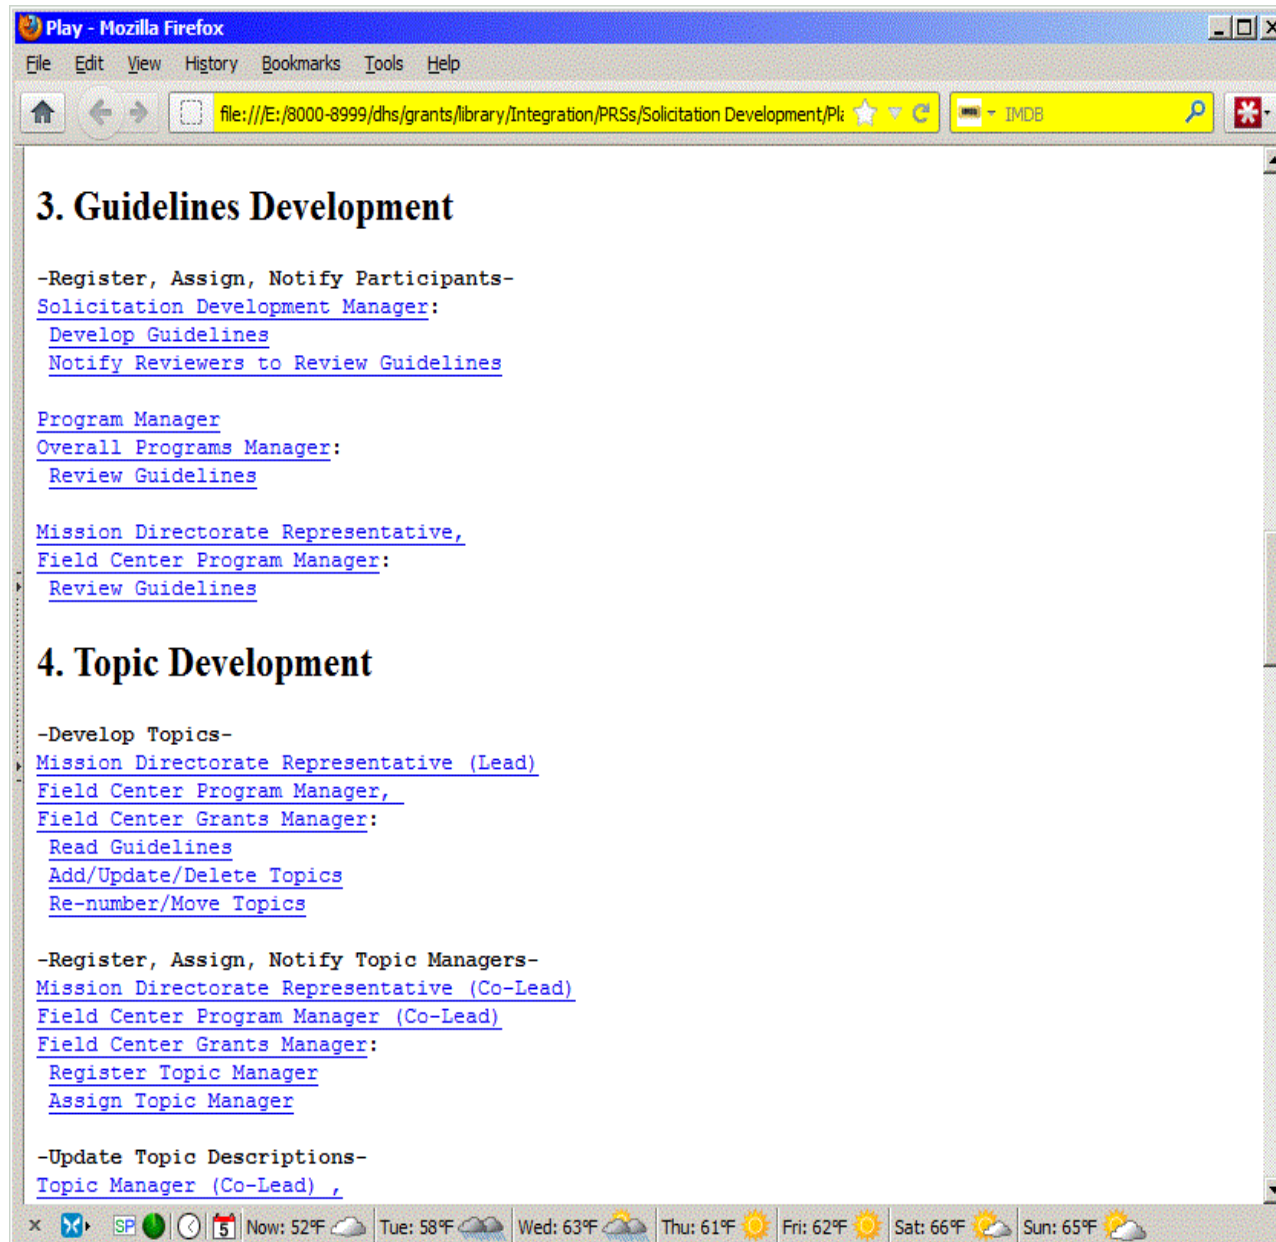 Play - Mozilla Firefox
File Edit View History Bookmarks Tools Help
file:///E:/8000-8999/dhs/grants/library/Integration/PRSs/Solicitation Development/Pla IMDB
3. Guidelines Development
-Register, Assign, Notify Participants-
Solicitation Development Manager:
Develop Guidelines
Notify Reviewers to Review Guidelines
Program Manager
Overall Programs Manager:
Review Guidelines
Mission Directorate Representative,
Field Center Program Manager:
Review Guidelines
4. Topic Development
-Develop Topics-
Mission Directorate Representative (Lead)
Field Center Program Manager,
Field Center Grants Manager:
Read Guidelines
Add/Update/Delete Topics
Re-number/Move Topics
-Register, Assign, Notify Topic Managers-
Mission Directorate Representative (Co-Lead)
Field Center Program Manager (Co-Lead)
Field Center Grants Manager:
Register Topic Manager
Assign Topic Manager
-Update Topic Descriptions-
Topic Manager (Co-Lead) ,
SP 5 Now: 52°F Tue: 58°F Wed: 63°F Thu: 61°F Fri: 62°F Sat: 66°F Sun: 65°F